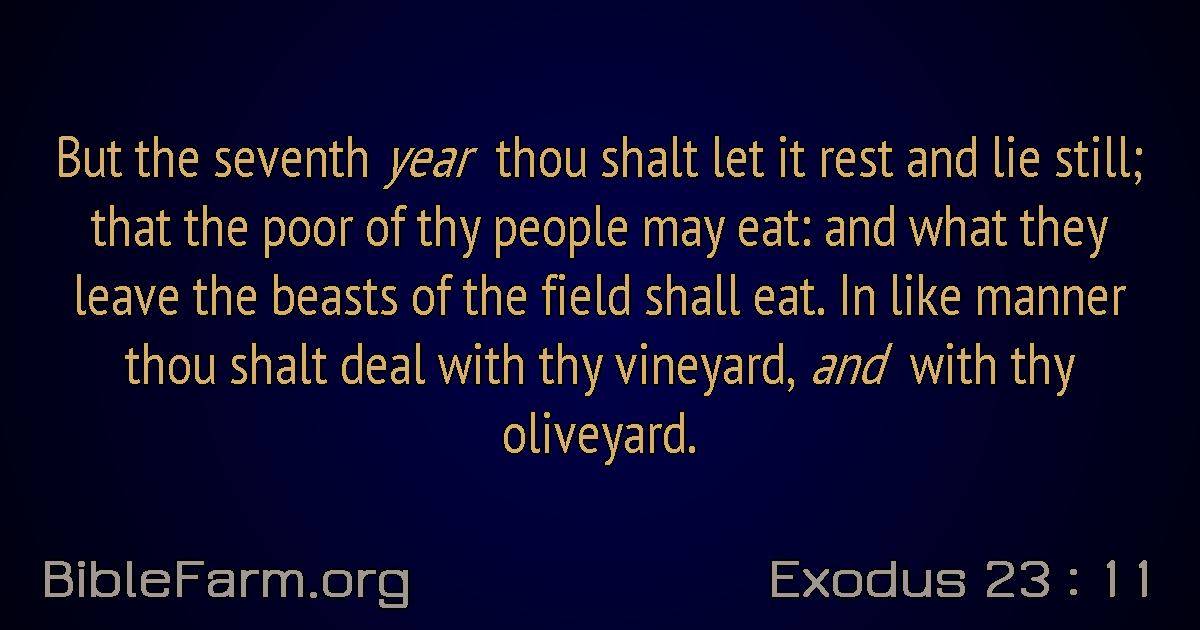 But the seventh year thou shalt let it rest and lie still;
that the poor of thy people may eat: and what they
leave the beasts of the field shall eat. In like manner
thou shalt deal with thy vineyard, and with thy
oliveyard.
BibleFarm.org
Exodus 23 : 11